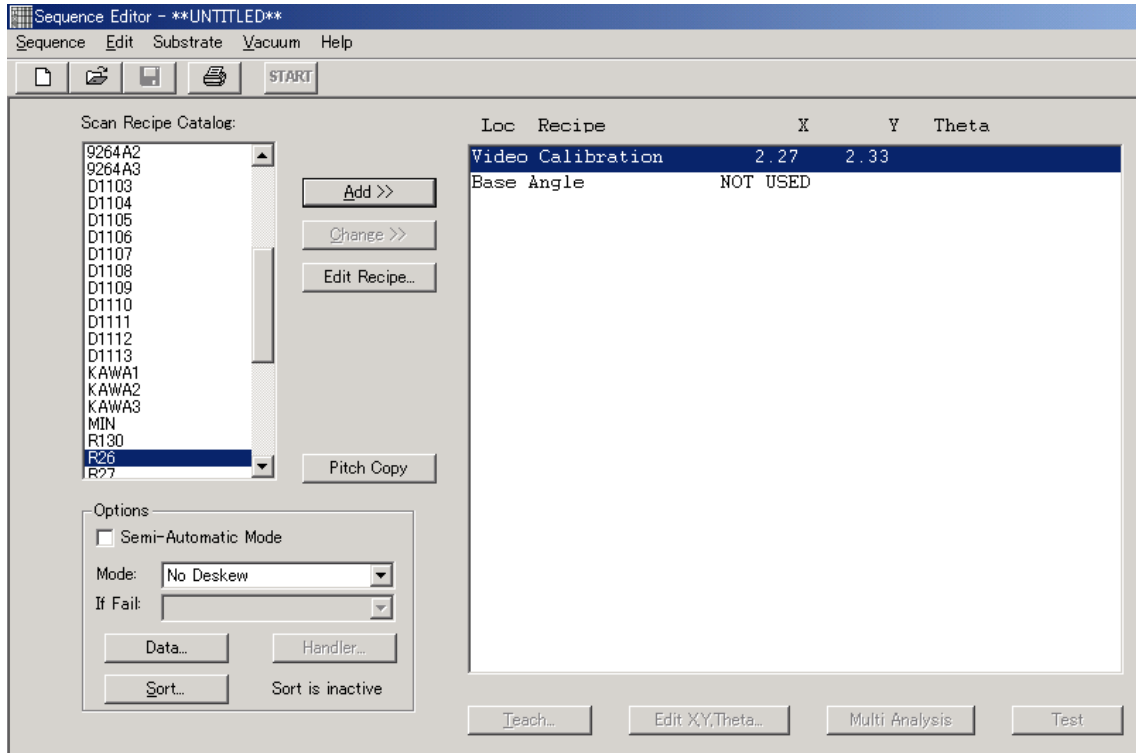 Sequence Editor - **UNTITLED**
Sequence Edit Substrate Vacuum Help
START
Scan Recipe Catalog:
9264A2
9264A3
D1103
D1104
D1105
D1106
D1107
D1108
D1109
D1110
D1111
D1112
D1113
KAWA1
KAWA2
KAWA3
MIN
R130
R26
R27
Add >>
Change >>
Edit Recipe...
Pitch Copy
Options
Semi-Automatic Mode
Mode: No Deskew
If Fail:
Data... Handler...
Sort... Sort is inactive
Loc Recipe X Y Theta
Video Calibration 2.27 2.33
Base Angle NOT USED
Teach... Edit X,Y,Theta... Multi Analysis Test